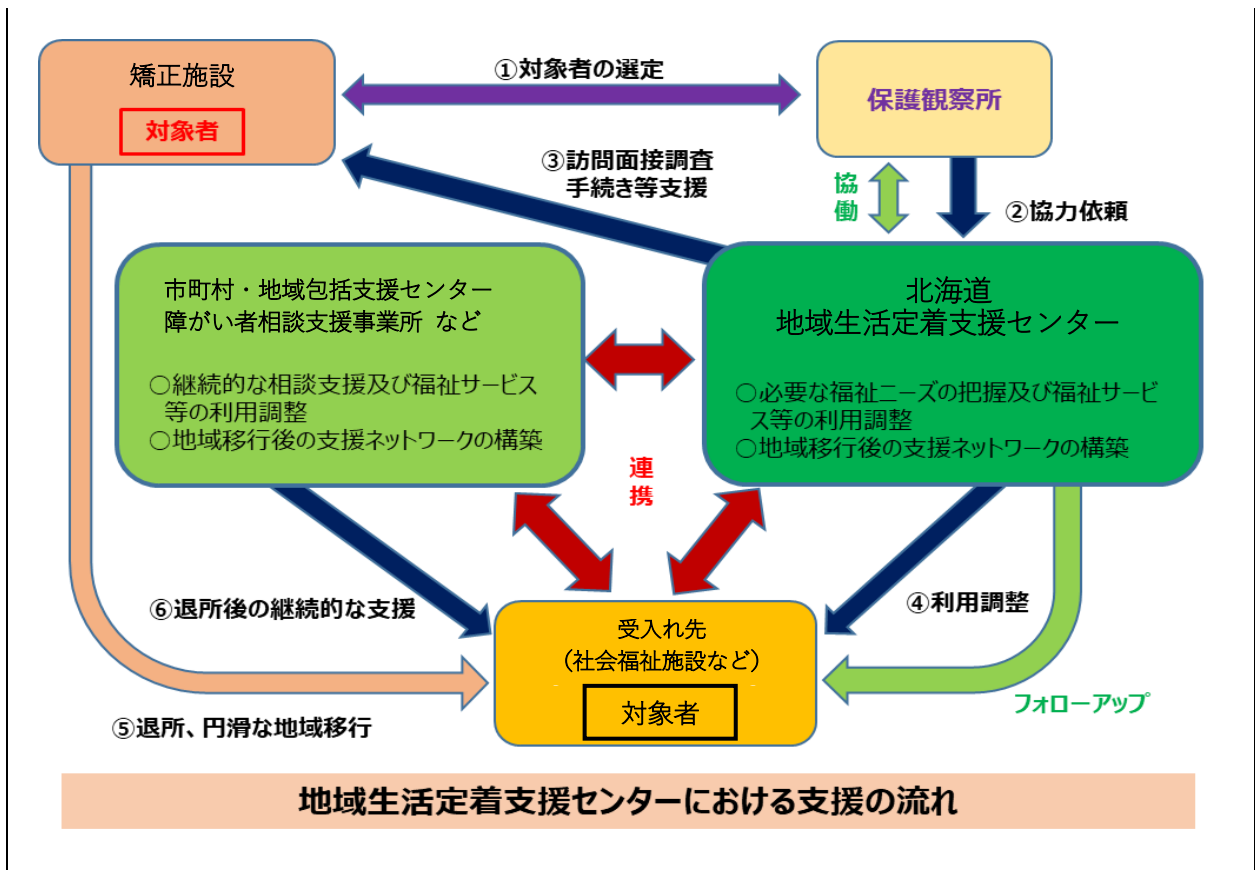 矯正施設
対象者
①対象者の選定
保護観察所
③訪問面接調査
手続き等支援
協
働
②協力依頼
市町村・地域包括支援センター
障がい者相談支援事業所 など
○継続的な相談支援及び福祉サービス
等の利用調整
○地域移行後の支援ネットワークの構築
北海道
地域生活定着支援センター
○必要な福祉ニーズの把握及び福祉サービ
ス等の利用調整
○地域移行後の支援ネットワークの構築
連
携
⑥退所後の継続的な支援
④利用調整
受入れ先
（社会福祉施設など）
対象者
フォローアップ
⑤退所、円滑な地域移行
地域生活定着支援センターにおける支援の流れ